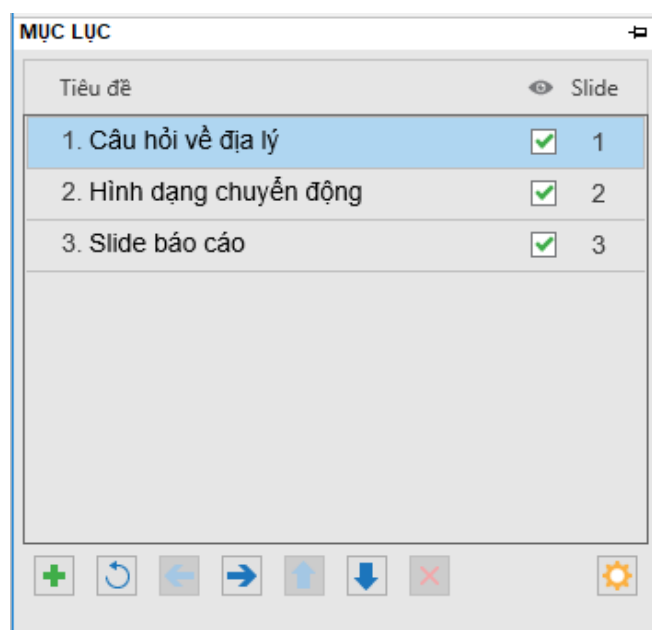 MỤC LỤC
Tiêu đề Slide
1. Câu hỏi về địa lý 1
2. Hình dạng chuyển động 2
3. Slide báo cáo 3